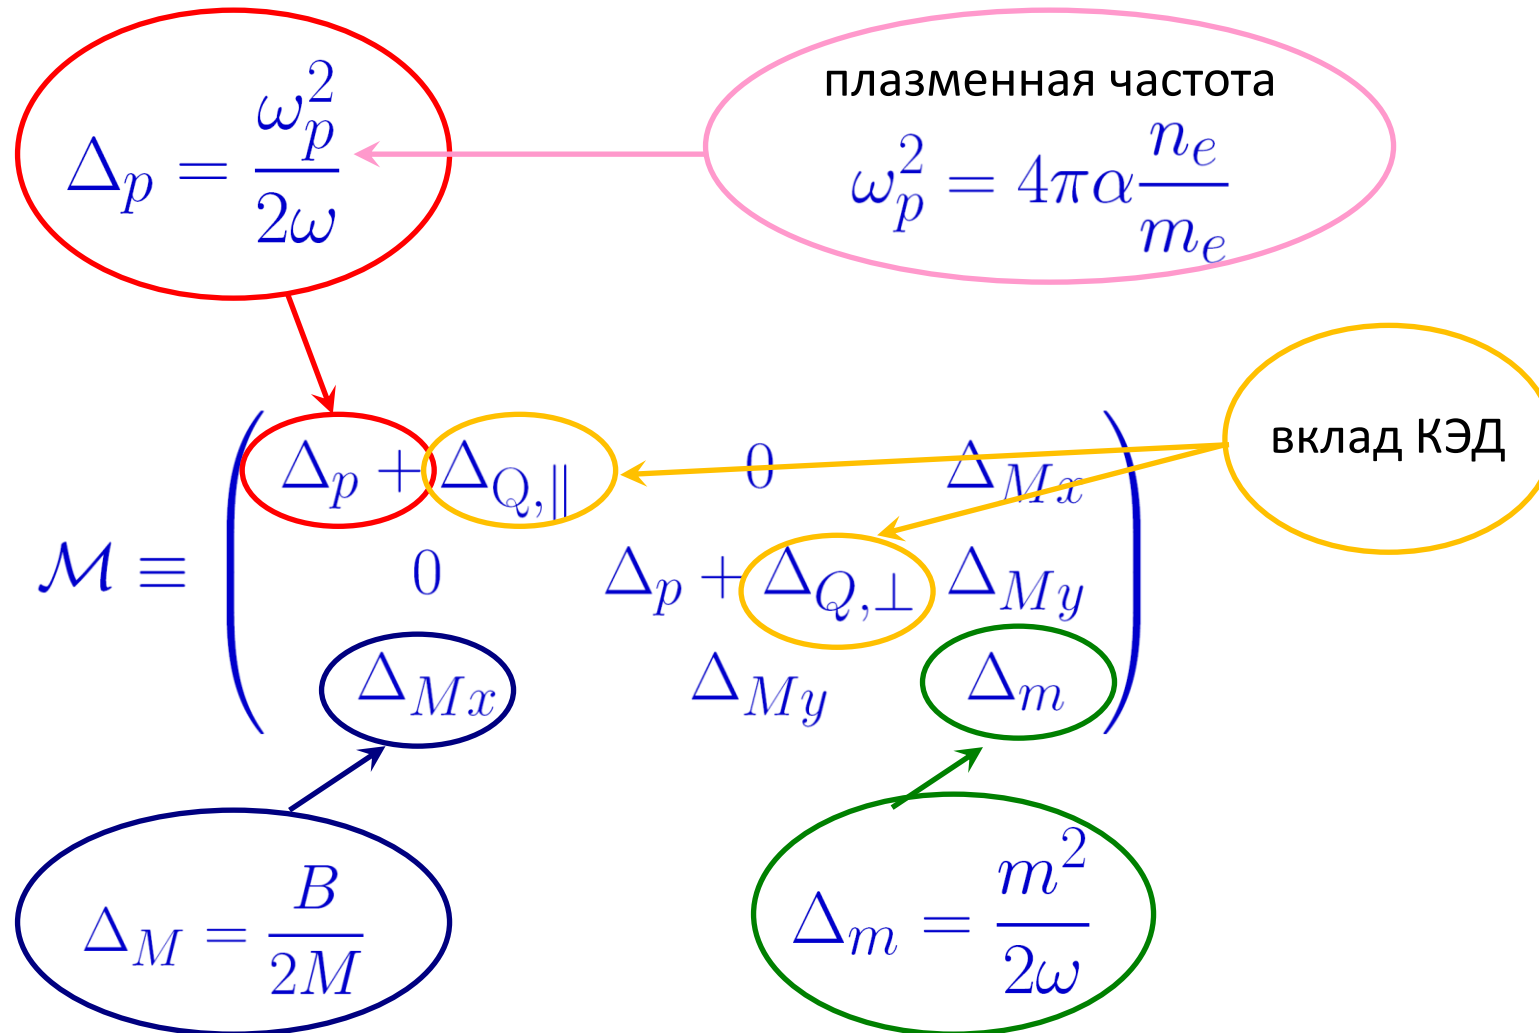 Δ_p = ω_p^2 / 2ω
плазменная частота
ω_p^2 = 4πα n_e / m_e
вклад КЭД
Δ_p + Δ_{Q,∥} 0 Δ_{Mx}
ℳ ≡ ( 0 Δ_p + Δ_{Q,⊥} Δ_{My} )
Δ_{Mx} Δ_{My} Δ_m
Δ_M = B / 2M
Δ_m = m^2 / 2ω